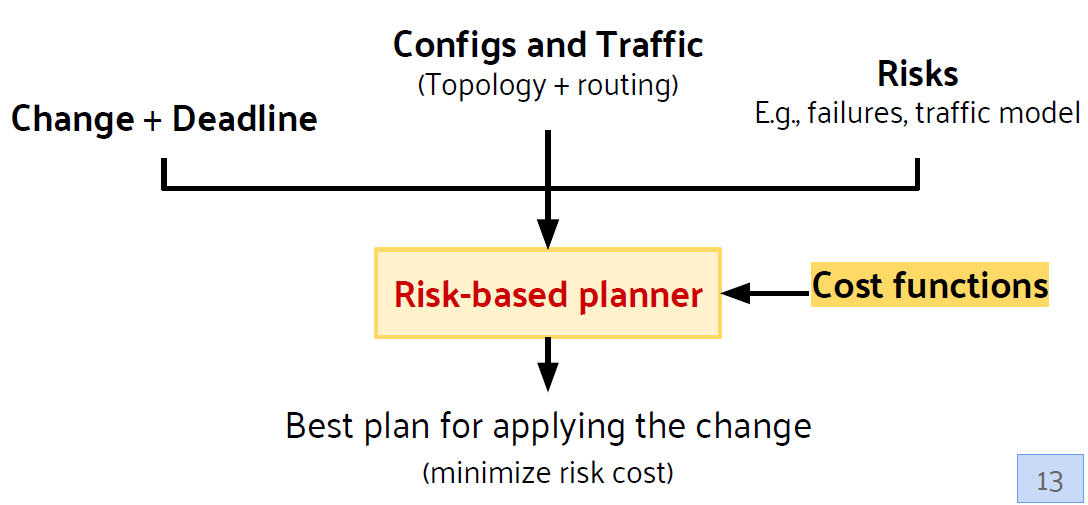 Configs and Traffic
(Topology + routing)
Risks
E.g., failures, traffic model
Change + Deadline
Risk-based planner
Cost functions
Best plan for applying the change
(minimize risk cost)
13